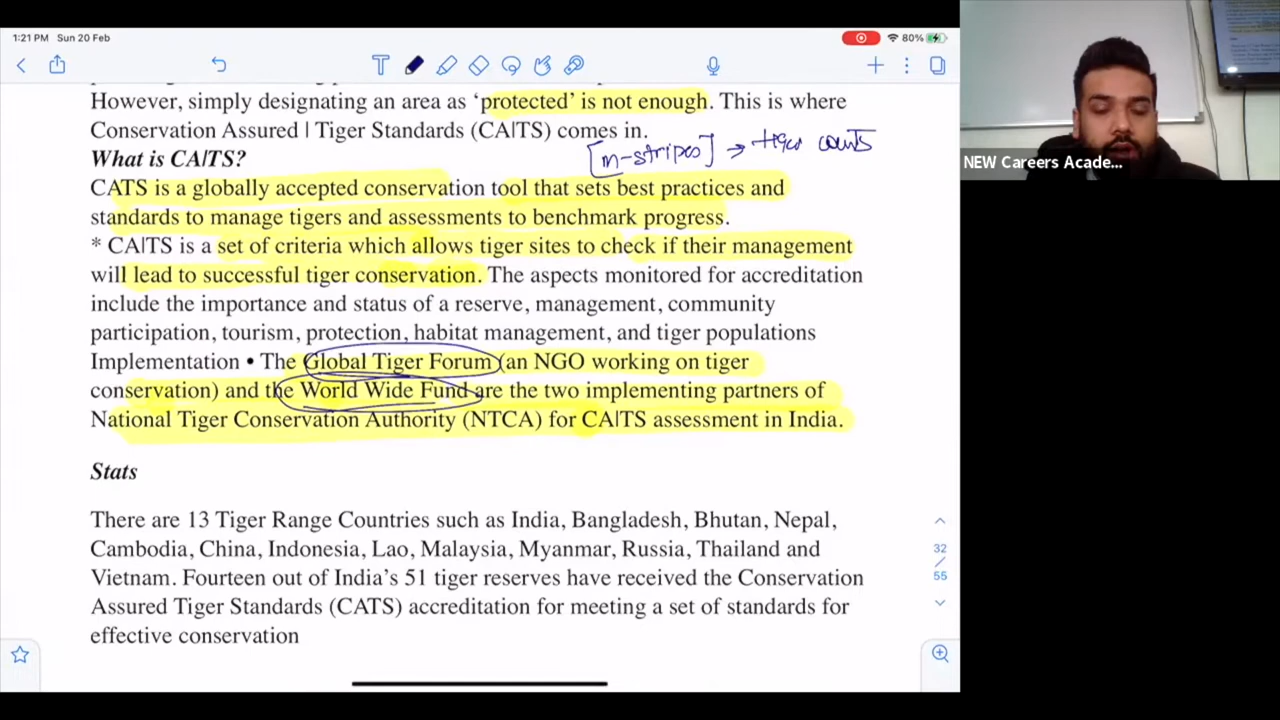 1:21 PM Sun 20 Feb
80%
However, simply designating an area as ‘protected’ is not enough. This is where
Conservation Assured | Tiger Standards (CA|TS) comes in.
[m-stripes] → tiger counts
What is CA|TS?
CATS is a globally accepted conservation tool that sets best practices and
standards to manage tigers and assessments to benchmark progress.
* CA|TS is a set of criteria which allows tiger sites to check if their management
will lead to successful tiger conservation. The aspects monitored for accreditation
include the importance and status of a reserve, management, community
participation, tourism, protection, habitat management, and tiger populations
Implementation • The Global Tiger Forum (an NGO working on tiger
conservation) and the World Wide Fund are the two implementing partners of
National Tiger Conservation Authority (NTCA) for CA|TS assessment in India.
Stats
There are 13 Tiger Range Countries such as India, Bangladesh, Bhutan, Nepal,
Cambodia, China, Indonesia, Lao, Malaysia, Myanmar, Russia, Thailand and
Vietnam. Fourteen out of India’s 51 tiger reserves have received the Conservation
Assured Tiger Standards (CATS) accreditation for meeting a set of standards for
effective conservation
32
/
55
NEW Careers Acade...